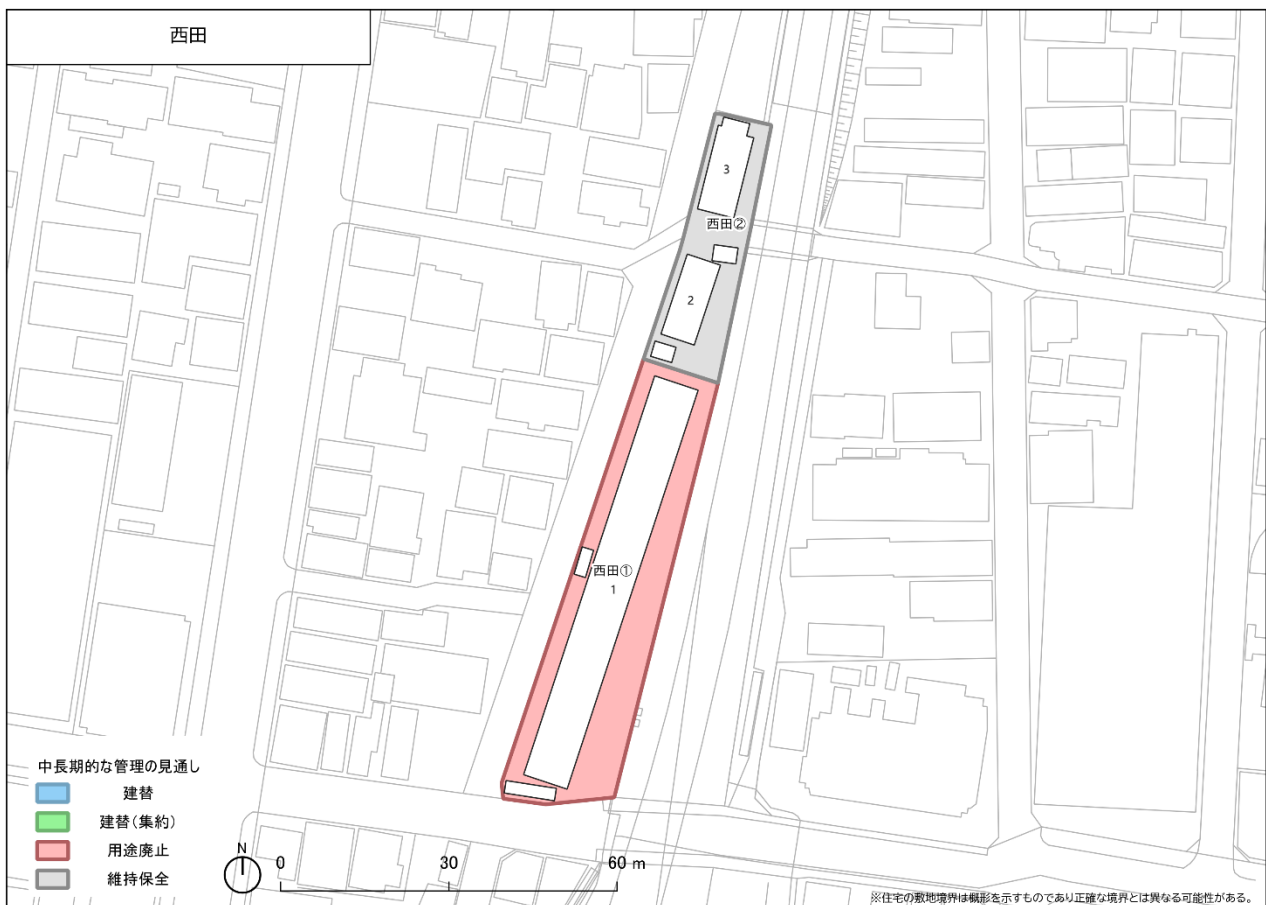 西田
3
西田②
2
西田①
1
中長期的な管理の見通し
建替
建替(集約)
用途廃止
維持保全
N
0 30 60 m
※住宅の敷地境界は概形を示すものであり正確な境界とは異なる可能性がある。